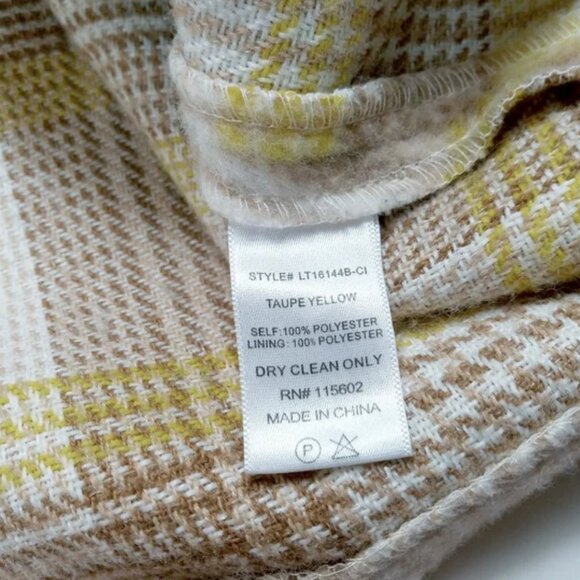 STYLE# LT16144B-CI
TAUPE YELLOW
SELF: 100% POLYESTER
LINING: 100% POLYESTER
DRY CLEAN ONLY
RN# 115602
MADE IN CHINA
P